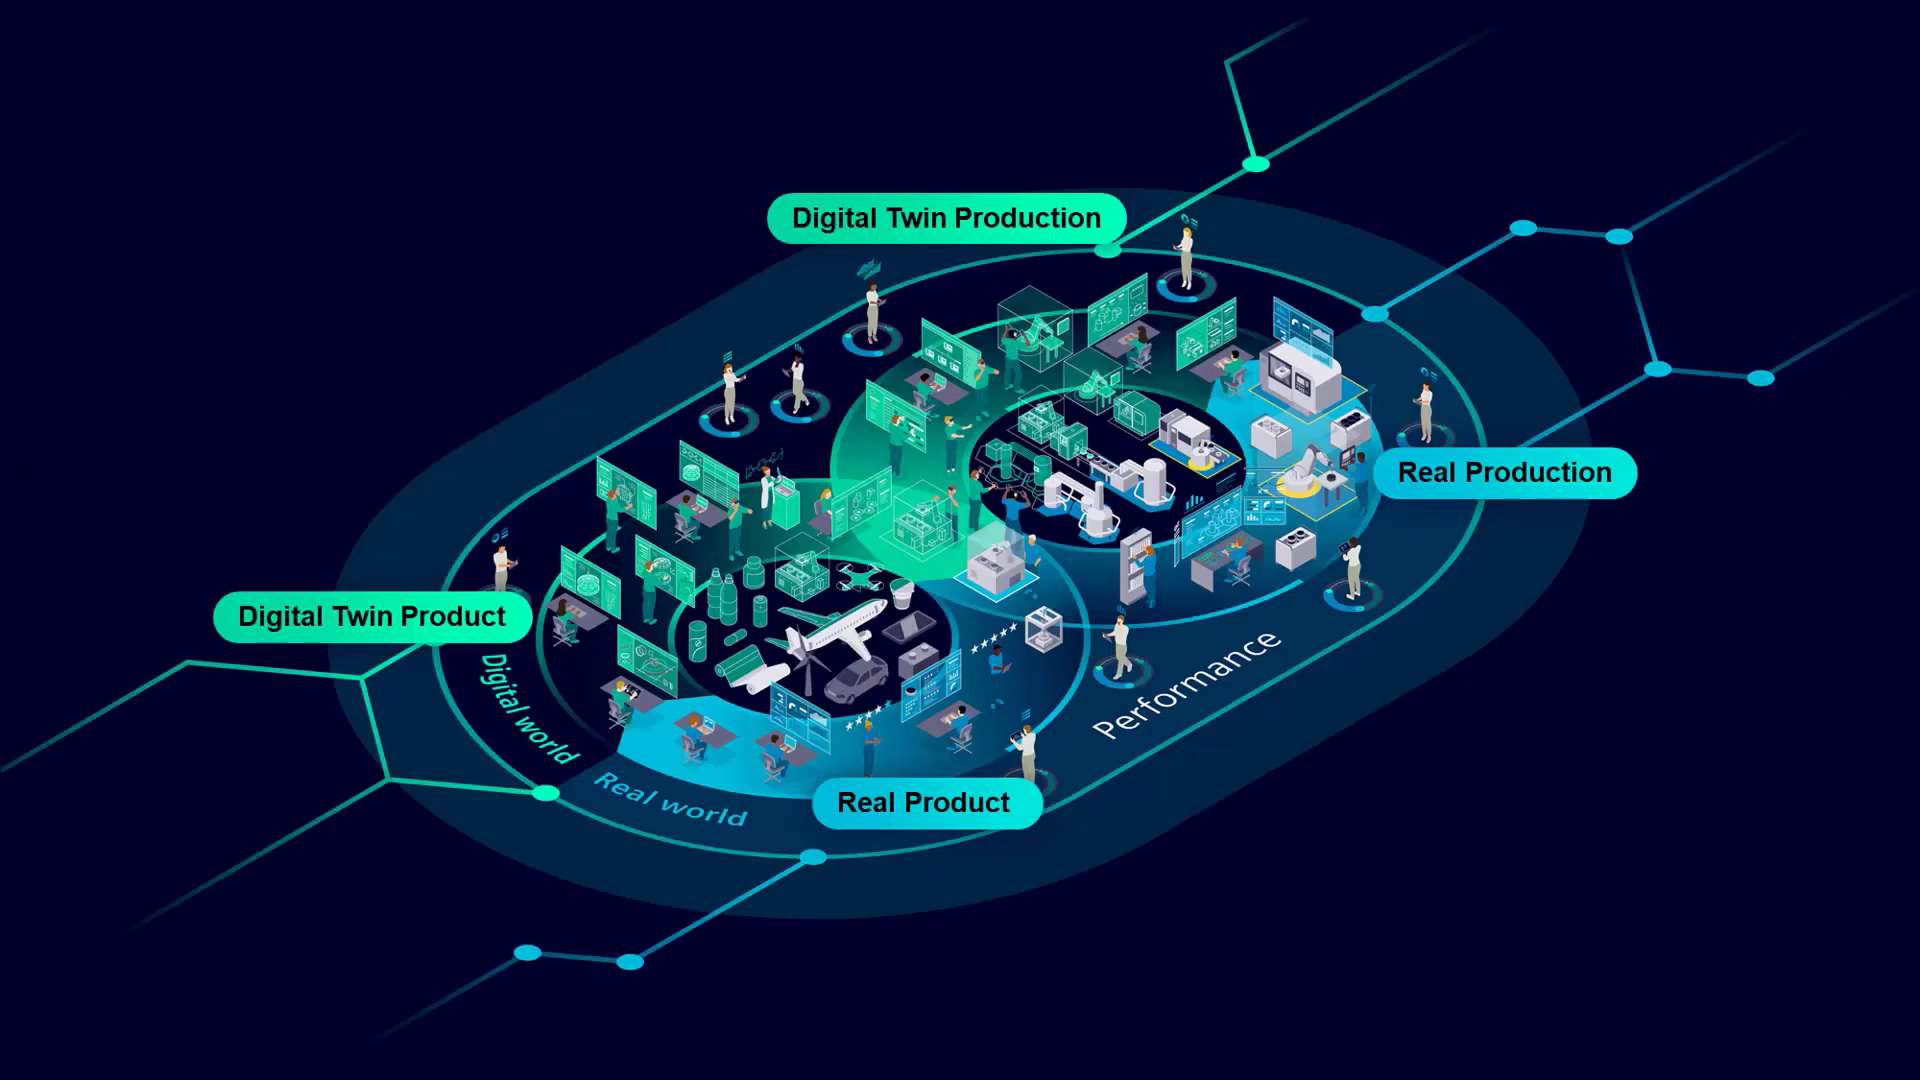 Digital Twin Production
Real Production
Digital Twin Product
Digital world
Performance
Real world
Real Product